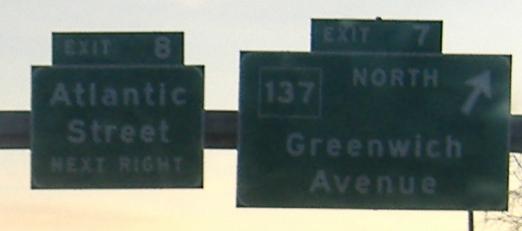 EXIT 8
Atlantic
Street
NEXT RIGHT
EXIT 7
137 NORTH
Greenwich
Avenue